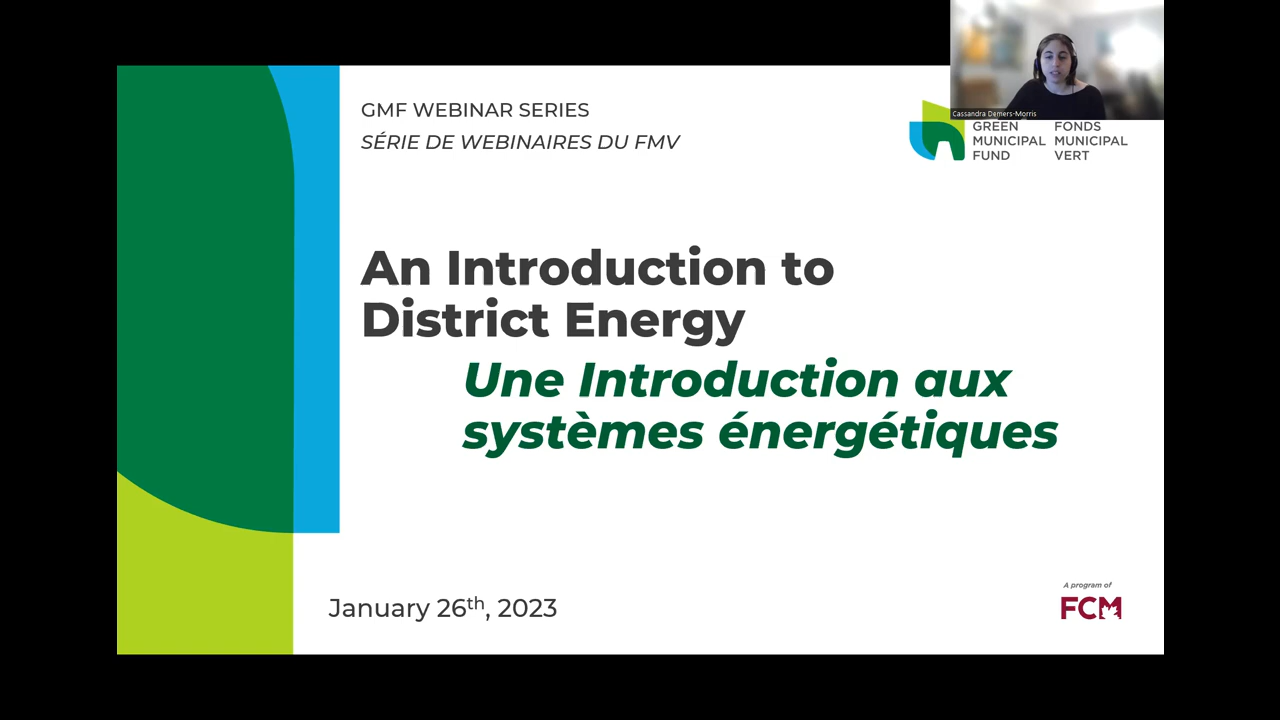 Cassandra Demers-Morris
GMF WEBINAR SERIES
SÉRIE DE WEBINAIRES DU FMV
GREEN
MUNICIPAL
FUND
FONDS
MUNICIPAL
VERT
An Introduction to
District Energy
Une Introduction aux
systèmes énergétiques
January 26th, 2023
A program of
FCM